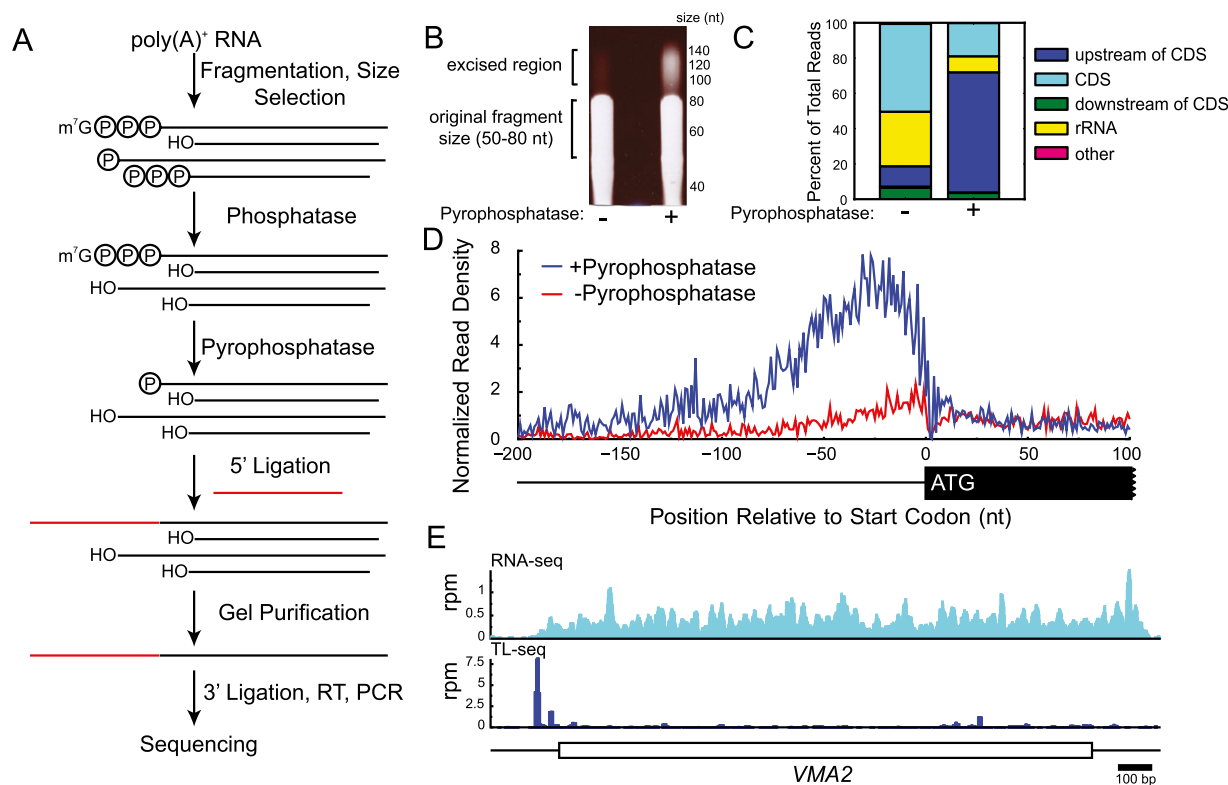 A
poly(A)+ RNA
Fragmentation, Size
Selection
m7G P P P
HO
P
P P P
Phosphatase
m7G P P P
HO
HO
HO
Pyrophosphatase
P
HO
HO
HO
5' Ligation
HO
HO
HO
Gel Purification
3' Ligation, RT, PCR
Sequencing
B
size (nt)
excised region
140
120
100
original fragment
size (50-80 nt)
80
60
40
Pyrophosphatase: - +
C
Percent of Total Reads
100
80
60
40
20
0
upstream of CDS
CDS
downstream of CDS
rRNA
other
Pyrophosphatase: - +
D
Normalized Read Density
8
6
4
2
0
+Pyrophosphatase
-Pyrophosphatase
−200 −150 −100 −50 0 50 100
ATG
Position Relative to Start Codon (nt)
E
RNA-seq
rpm
1
0.5
0
TL-seq
rpm
7.5
5
2.5
0
VMA2
100 bp